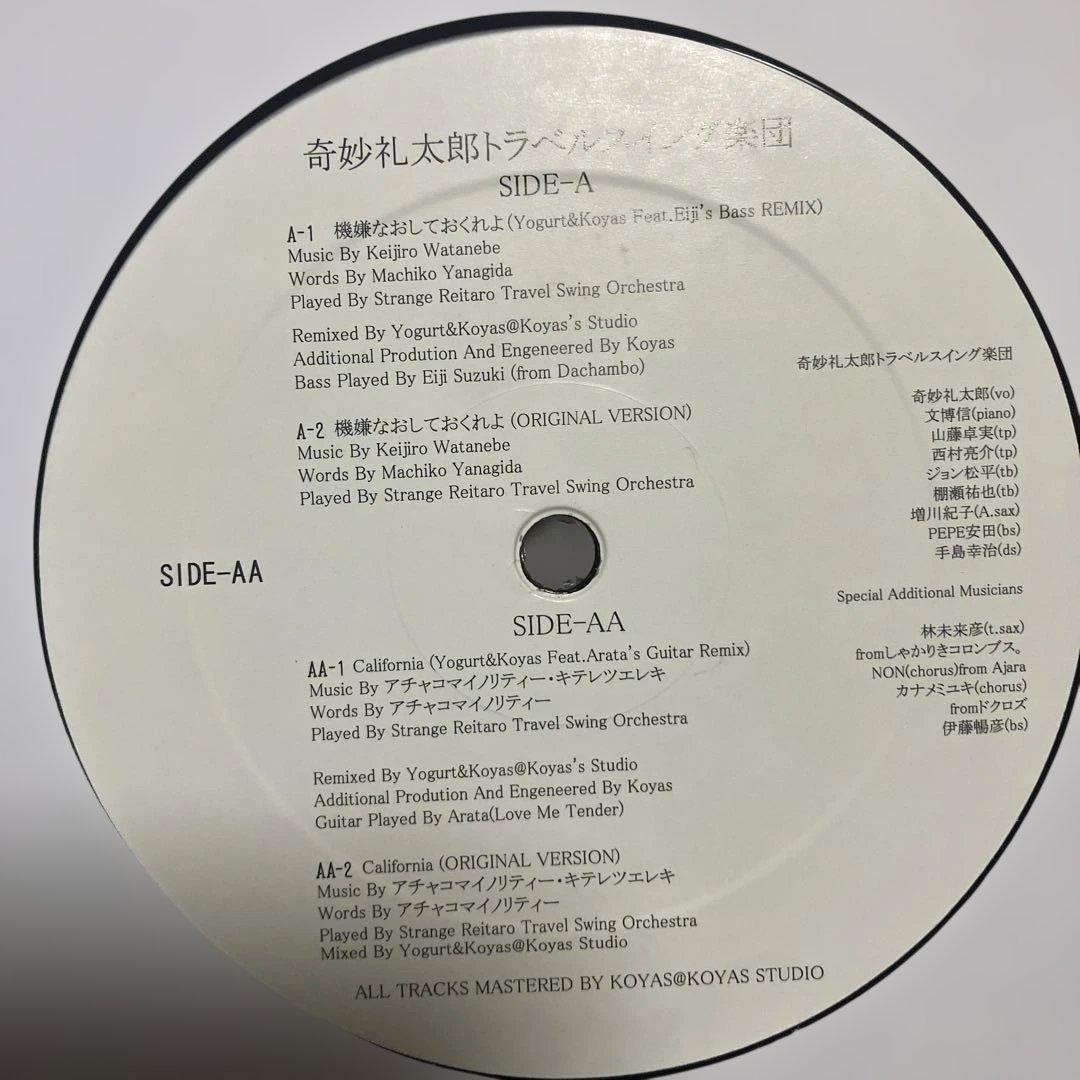 奇妙礼太郎トラベルスイング楽団
SIDE-A
A-1 機嫌なおしておくれよ(Yogurt&Koyas Feat.Eiji's Bass REMIX)
Music By Keijiro Watanebe
Words By Machiko Yanagida
Played By Strange Reitaro Travel Swing Orchestra
Remixed By Yogurt&Koyas@Koyas's Studio
Additional Prodution And Engeneered By Koyas
Bass Played By Eiji Suzuki (from Dachambo)
A-2 機嫌なおしておくれよ (ORIGINAL VERSION)
Music By Keijiro Watanebe
Words By Machiko Yanagida
Played By Strange Reitaro Travel Swing Orchestra
SIDE-AA
SIDE-AA
AA-1 California (Yogurt&Koyas Feat.Arata's Guitar Remix)
Music By アチャコマイノリティー・キテレツエレキ
Words By アチャコマイノリティー
Played By Strange Reitaro Travel Swing Orchestra
Remixed By Yogurt&Koyas@Koyas's Studio
Additional Prodution And Engeneered By Koyas
Guitar Played By Arata(Love Me Tender)
AA-2 California (ORIGINAL VERSION)
Music By アチャコマイノリティー・キテレツエレキ
Words By アチャコマイノリティー
Played By Strange Reitaro Travel Swing Orchestra
Mixed By Yogurt&Koyas@Koyas Studio
ALL TRACKS MASTERED BY KOYAS@KOYAS STUDIO
奇妙礼太郎トラベルスイング楽団
奇妙礼太郎(vo)
文博信(piano)
山藤卓実(tp)
西村亮介(tp)
ジョン松平(tb)
棚瀬祐也(tb)
増川紀子(A.sax)
PEPE安田(bs)
手島幸治(ds)
Special Additional Musicians
林未来彦(t.sax)
fromしゃかりきコロンブス。
NON(chorus)from Ajara
カナメミユキ(chorus)
fromドクロズ
伊藤暢彦(bs)